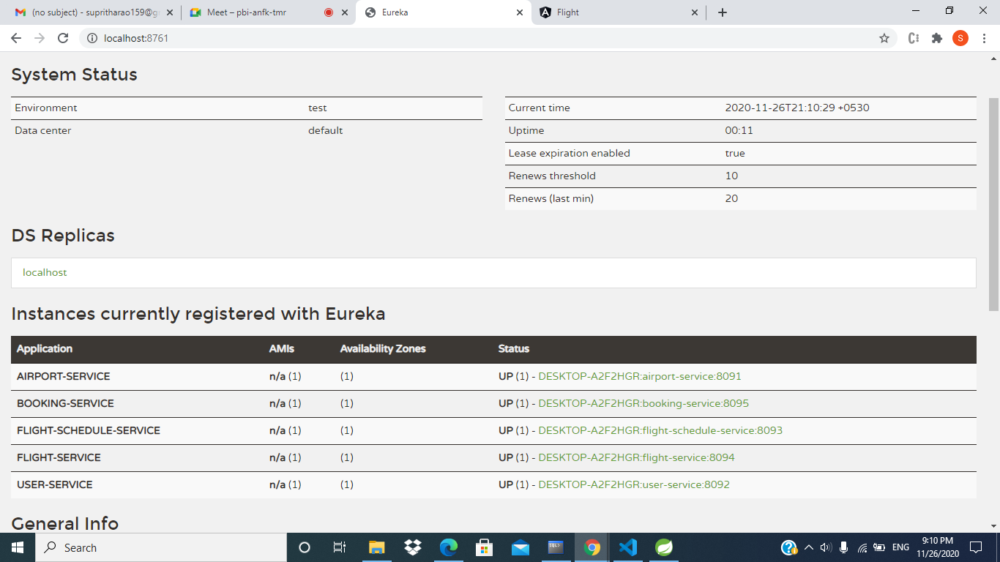 (no subject) - supritharao159@g
Meet – pbi-anfk-tmr
Eureka
Flight
localhost:8761
S
System Status
Environment test
Data center default
Current time 2020-11-26T21:10:29 +0530
Uptime 00:11
Lease expiration enabled true
Renews threshold 10
Renews (last min) 20
DS Replicas
localhost
Instances currently registered with Eureka
Application AMIs Availability Zones Status
AIRPORT-SERVICE n/a (1) (1) UP (1) - DESKTOP-A2F2HGR:airport-service:8091
BOOKING-SERVICE n/a (1) (1) UP (1) - DESKTOP-A2F2HGR:booking-service:8095
FLIGHT-SCHEDULE-SERVICE n/a (1) (1) UP (1) - DESKTOP-A2F2HGR:flight-schedule-service:8093
FLIGHT-SERVICE n/a (1) (1) UP (1) - DESKTOP-A2F2HGR:flight-service:8094
USER-SERVICE n/a (1) (1) UP (1) - DESKTOP-A2F2HGR:user-service:8092
General Info
Search
SQL>
ENG
9:10 PM
11/26/2020